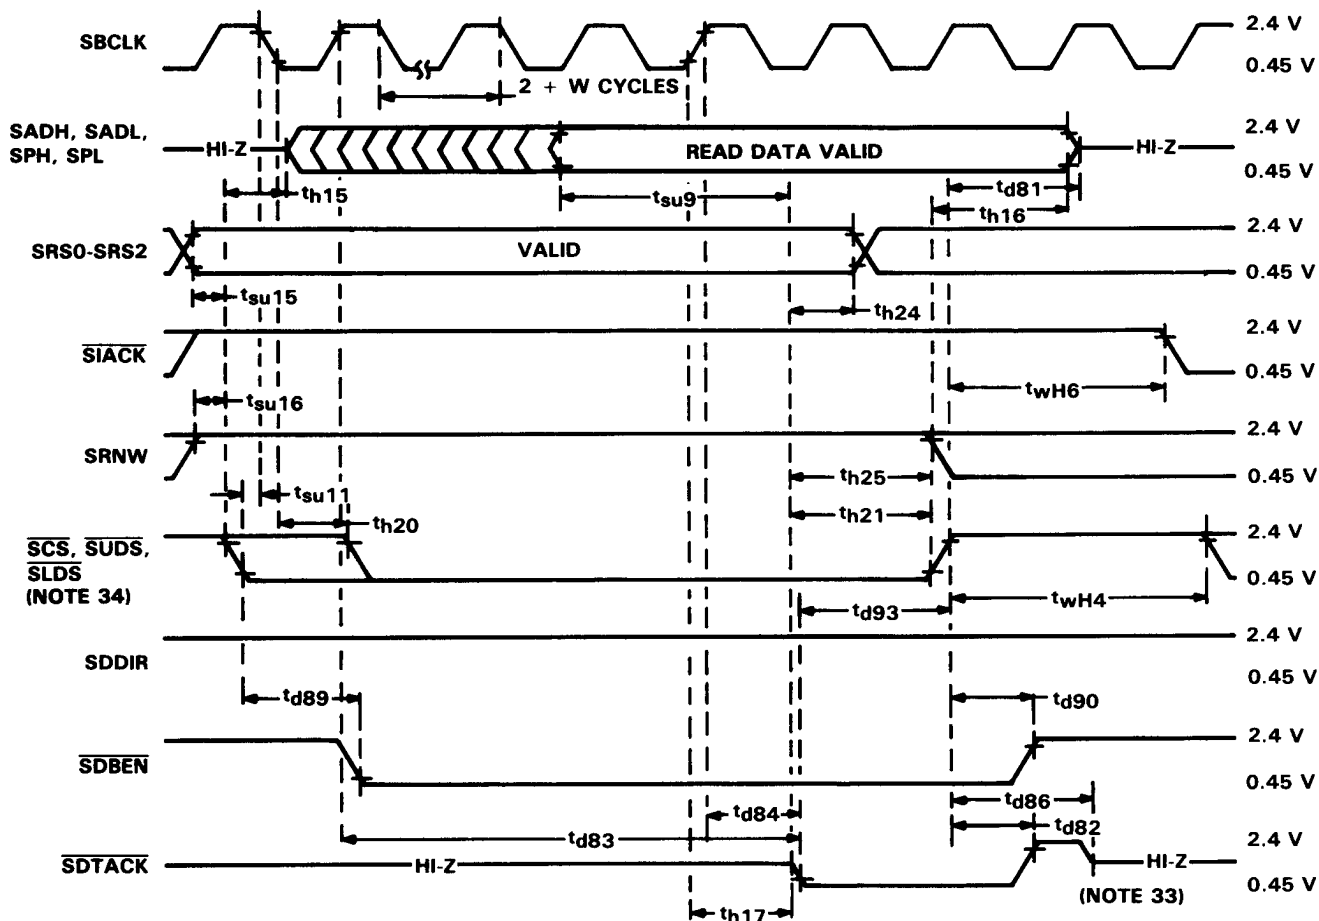 SBCLK
2.4 V
0.45 V
2 + W CYCLES
SADH, SADL,
SPH, SPL
HI-Z
READ DATA VALID
HI-Z
2.4 V
0.45 V
th15
tsu9
td81
th16
SRS0-SRS2
VALID
2.4 V
0.45 V
tsu15
th24
SIACK
2.4 V
0.45 V
tsu16
twH6
SRNW
2.4 V
0.45 V
tsu11
th25
th20
th21
SCS, SUDS,
SLDS
(NOTE 34)
2.4 V
0.45 V
td93
twH4
SDDIR
2.4 V
0.45 V
td89
td90
SDBEN
2.4 V
0.45 V
td86
td84
td82
td83
SDTACK
HI-Z
HI-Z
2.4 V
0.45 V
(NOTE 33)
th17